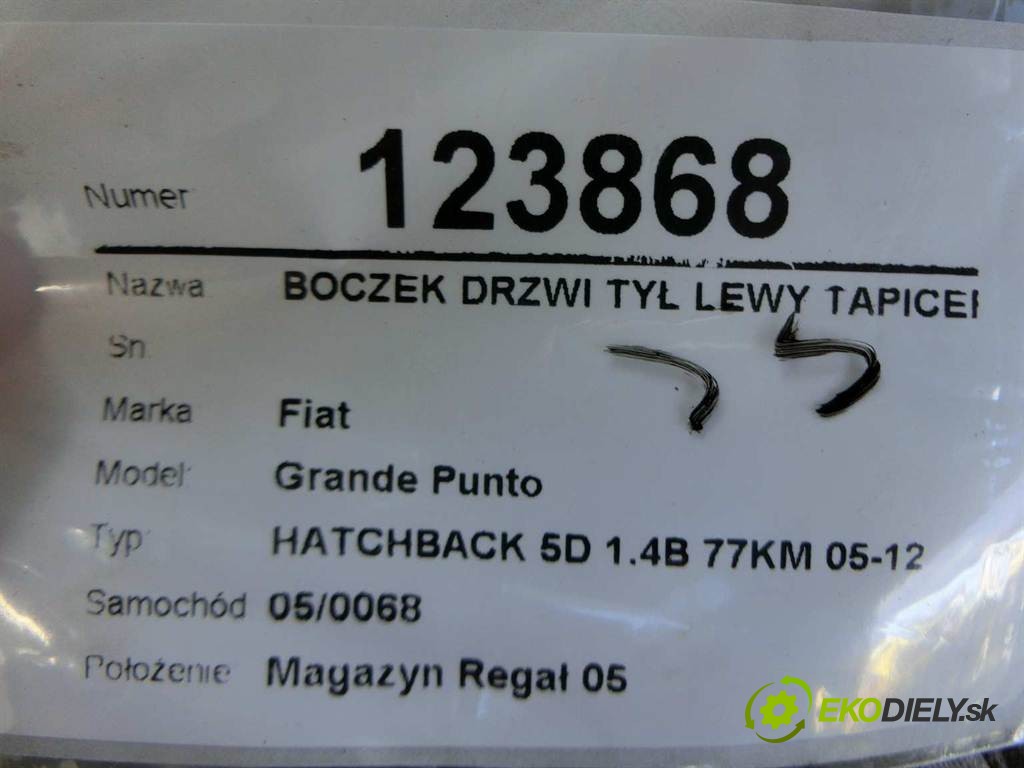 Numer 123868
Nazwa BOCZEK DRZWI TYŁ LEWY TAPICE
Sn
Marka Fiat
Model Grande Punto
Typ HATCHBACK 5D 1.4B 77KM 05-12
Samochód 05/0068
Położenie Magazyn Regał 05
EKODIELY.sk